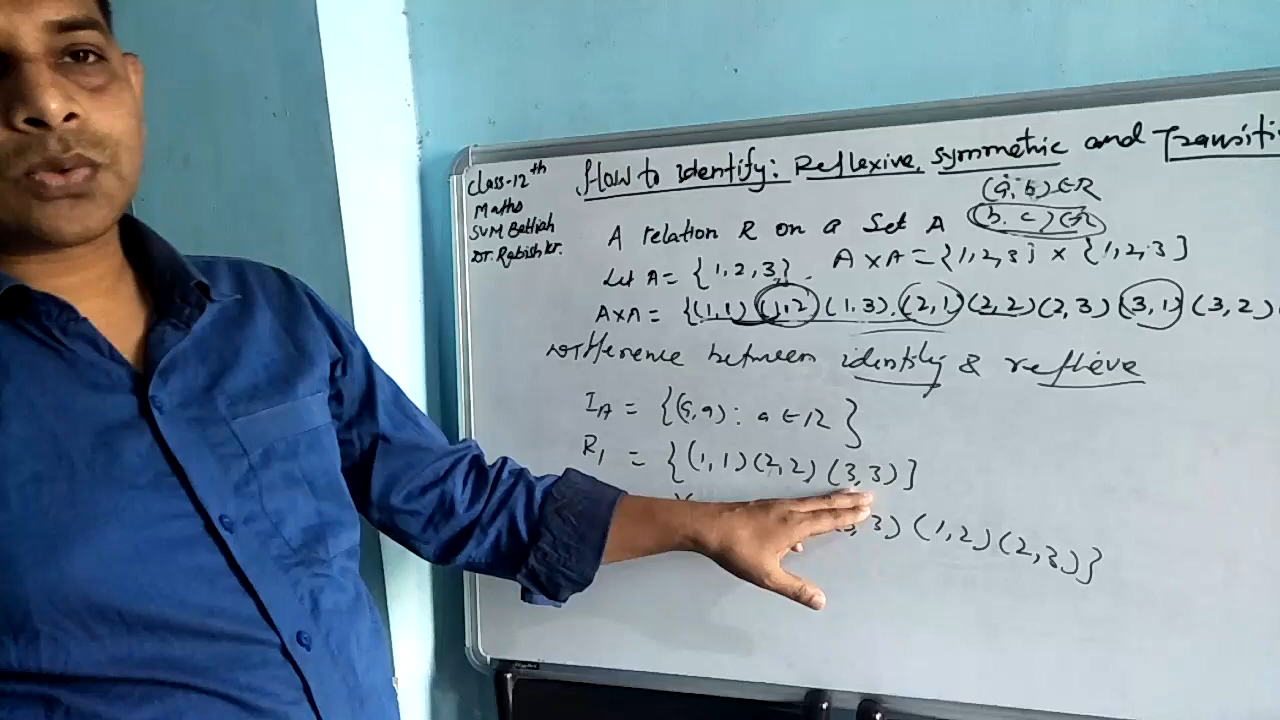 Class-12th
Maths
SVM Bettiah
Dr. Rabish kr.
How to identify: Reflexive, symmetric and Transiti
(a, b) ∈ R
A relation R on a Set A (b, c) ∈ R
Let A = {1,2,3}. A×A = {1,2,3} × {1,2,3}
A×A = {(1,1) (1,2) (1,3), (2,1) (2,2) (2,3) (3,1) (3,2)
Difference between identity & reflieve
I_A = {(a,a): a ∈ R}
R1 = {(1,1) (2,2) (3,3)}
3) (1,2) (2,3)}